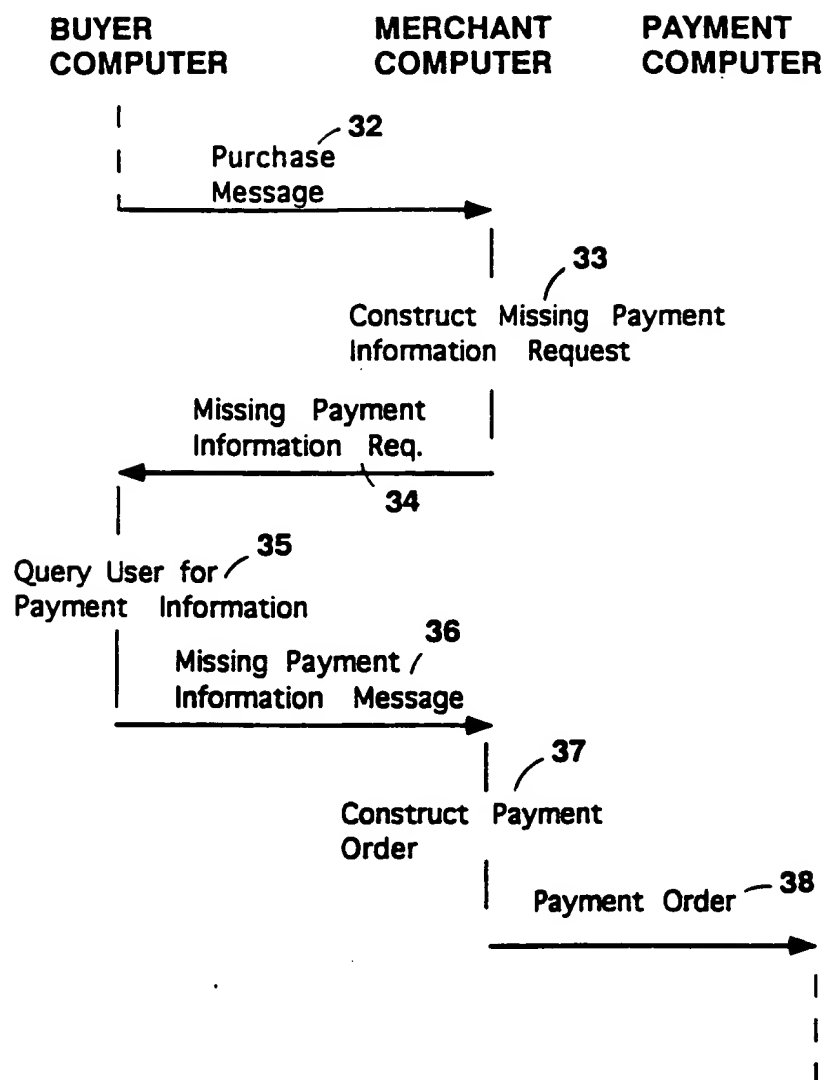 BUYER COMPUTER
MERCHANT COMPUTER
PAYMENT COMPUTER
32
Purchase
Message
33
Construct Missing Payment
Information Request
Missing Payment
Information Req.
34
35
Query User for
Payment Information
36
Missing Payment
Information Message
37
Construct Payment
Order
38
Payment Order